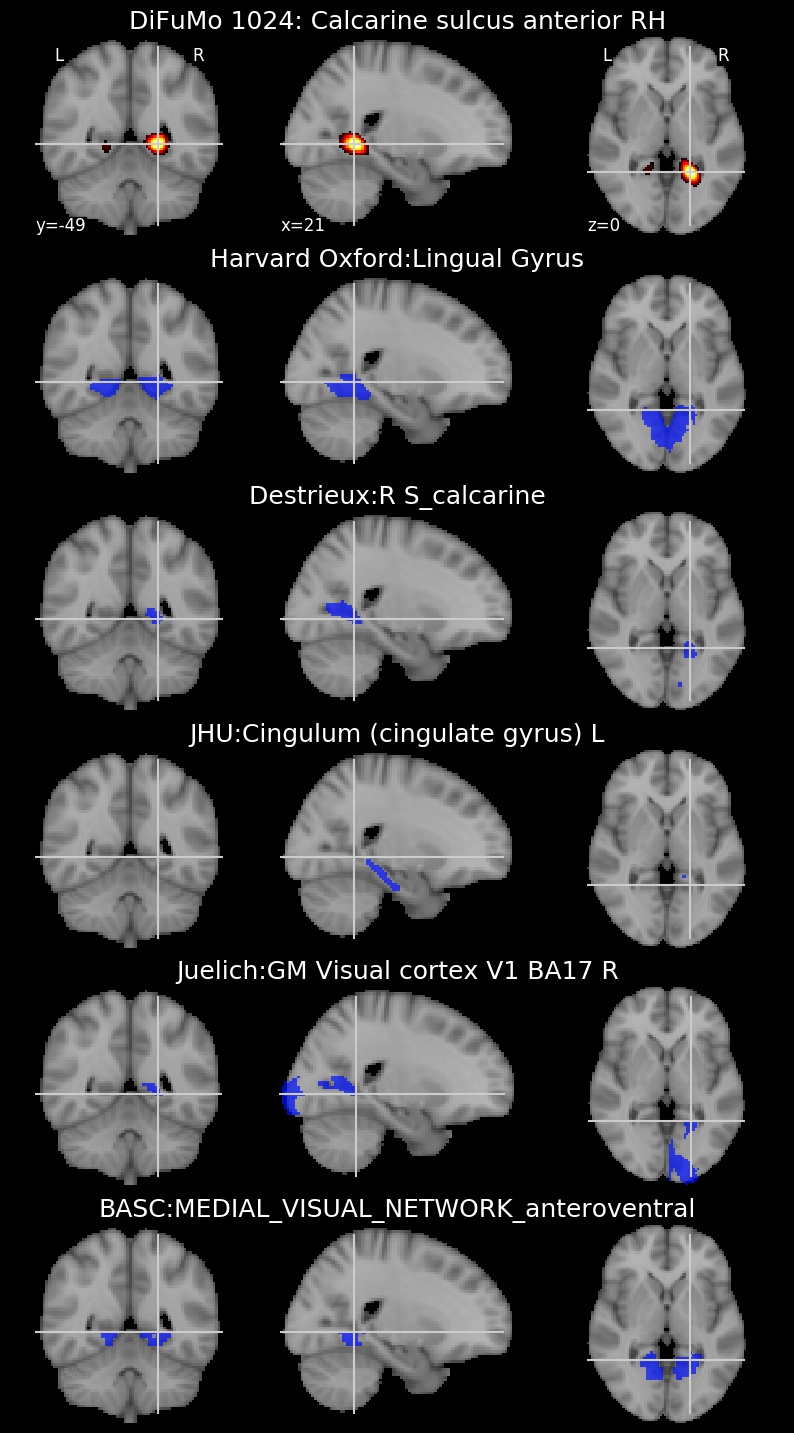 DiFuMo 1024: Calcarine sulcus anterior RH
L R L R
y=-49 x=21 z=0
Harvard Oxford:Lingual Gyrus
Destrieux:R S_calcarine
JHU:Cingulum (cingulate gyrus) L
Juelich:GM Visual cortex V1 BA17 R
BASC:MEDIAL_VISUAL_NETWORK_anteroventral